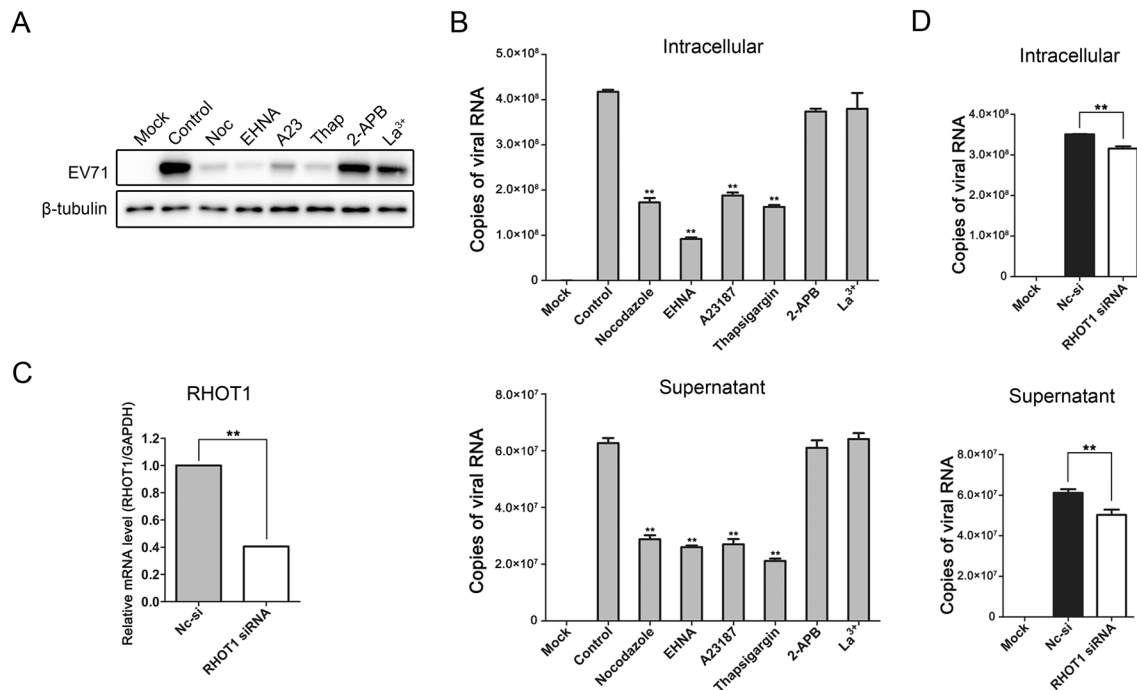 A
Mock Control Noc EHNA A23 Thap 2-APB La³⁺
EV71
β-tubulin
B
Intracellular
Copies of viral RNA
5.0×10⁸
4.0×10⁸
3.0×10⁸
2.0×10⁸
1.0×10⁸
0
** ** ** **
Mock Control Nocodazole EHNA A23187 Thapsigargin 2-APB La³⁺
Supernatant
Copies of viral RNA
8.0×10⁷
6.0×10⁷
4.0×10⁷
2.0×10⁷
0
** ** ** **
Mock Control Nocodazole EHNA A23187 Thapsigargin 2-APB La³⁺
C
RHOT1
Relative mRNA level (RHOT1/GAPDH)
1.2
1.0
0.8
0.6
0.4
0.2
0.0
**
Nc-si RHOT1 siRNA
D
Intracellular
Copies of viral RNA
4.0×10⁸
3.0×10⁸
2.0×10⁸
1.0×10⁸
0
**
Mock Nc-si RHOT1 siRNA
Supernatant
Copies of viral RNA
8.0×10⁷
6.0×10⁷
4.0×10⁷
2.0×10⁷
0
**
Mock Nc-si RHOT1 siRNA